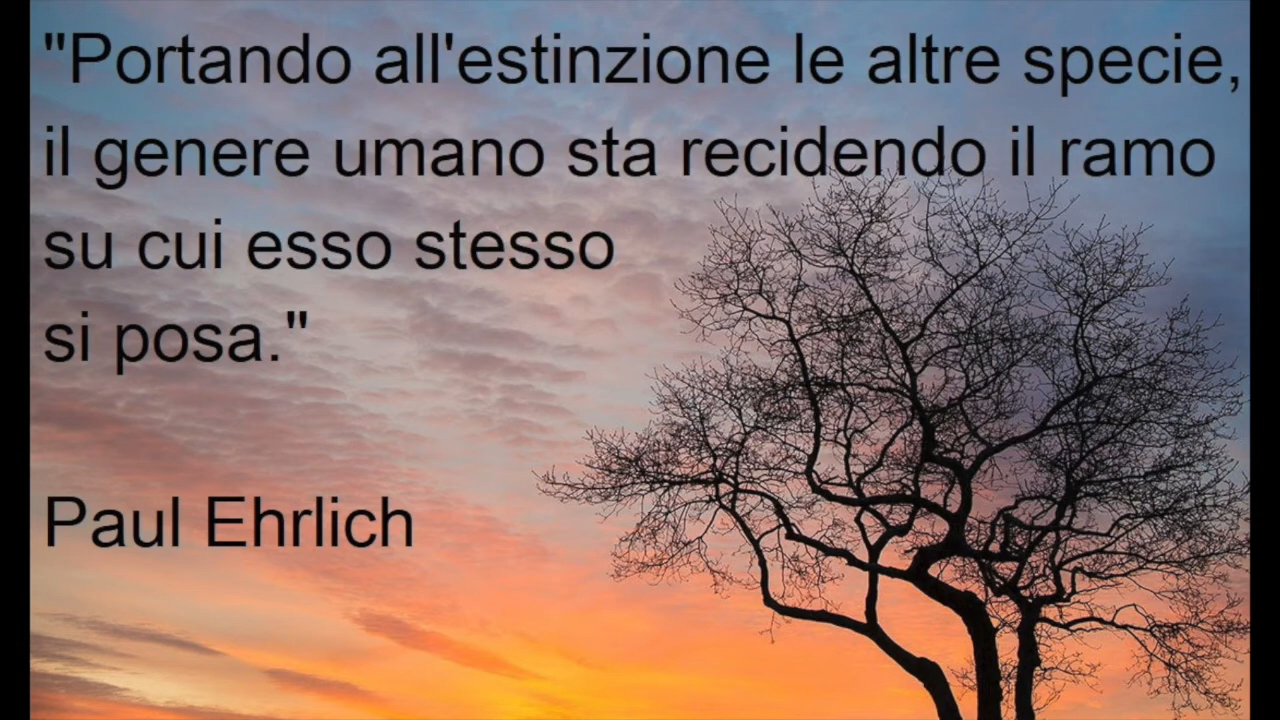 "Portando all'estinzione le altre specie,
il genere umano sta recidendo il ramo
su cui esso stesso
si posa."
Paul Ehrlich